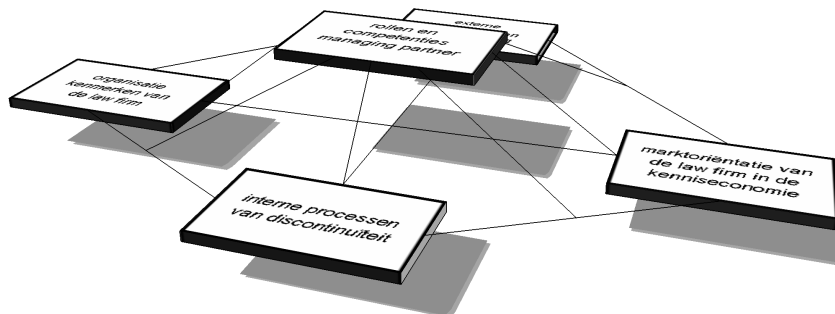 rollen en
competenties
managing partner
externe
organisatie
kenmerken van
de law firm
marktoriëntatie van
de law firm in de
kenniseconomie
interne processen
van discontinuïteit